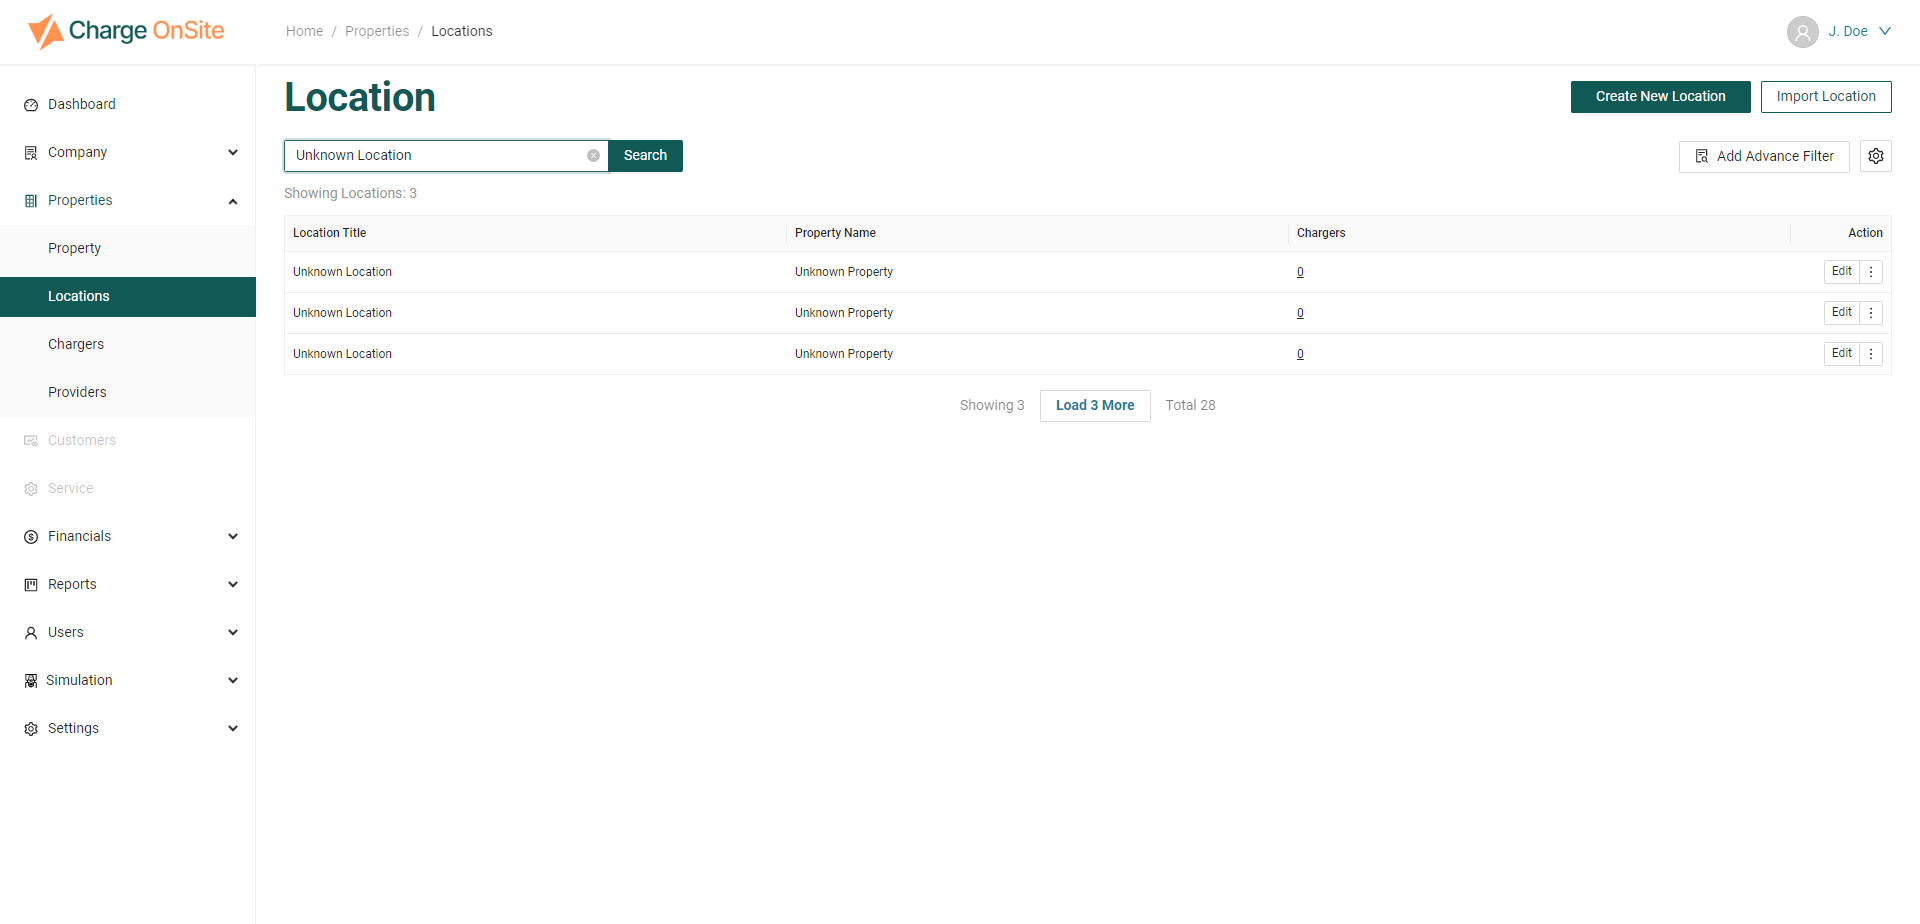 Charge OnSite
Home / Properties / Locations
J. Doe
Dashboard
Company
Properties
Property
Locations
Chargers
Providers
Customers
Service
Financials
Reports
Users
Simulation
Settings
Location
Create New Location
Import Location
Unknown Location
Search
Add Advance Filter
Showing Locations: 3
Location Title Property Name Chargers Action
Unknown Location Unknown Property 0 Edit
Unknown Location Unknown Property 0 Edit
Unknown Location Unknown Property 0 Edit
Showing 3 Load 3 More Total 28